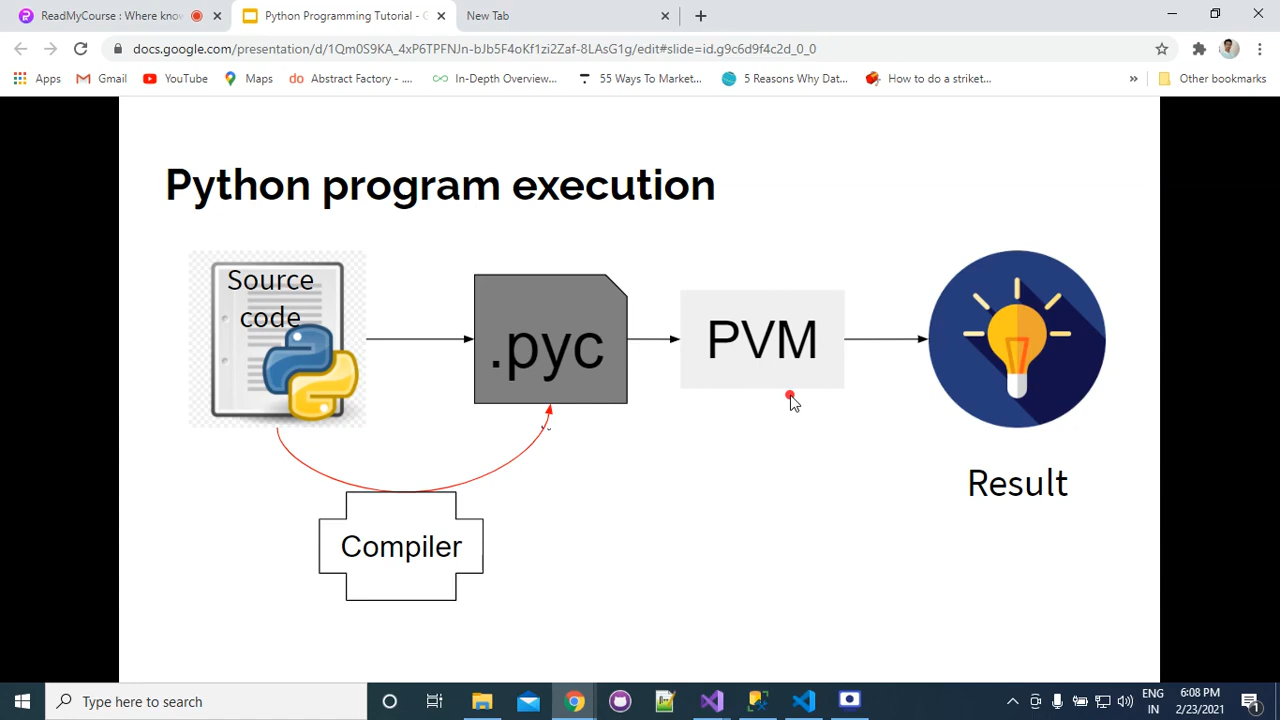 ReadMyCourse : Where know
Python Programming Tutorial - G
New Tab
docs.google.com/presentation/d/1Qm0S9KA_4xP6TPFNJn-bJb5F4oKf1zi2Zaf-8LAsG1g/edit#slide=id.g9c6d9f4c2d_0_0
Apps
Gmail
YouTube
Maps
Abstract Factory - ....
In-Depth Overview...
55 Ways To Market...
5 Reasons Why Dat...
How to do a striket...
»
Other bookmarks
Python program execution
Source
code
.pyc
PVM
Result
Compiler
Type here to search
ENG
IN
6:08 PM
2/23/2021
1